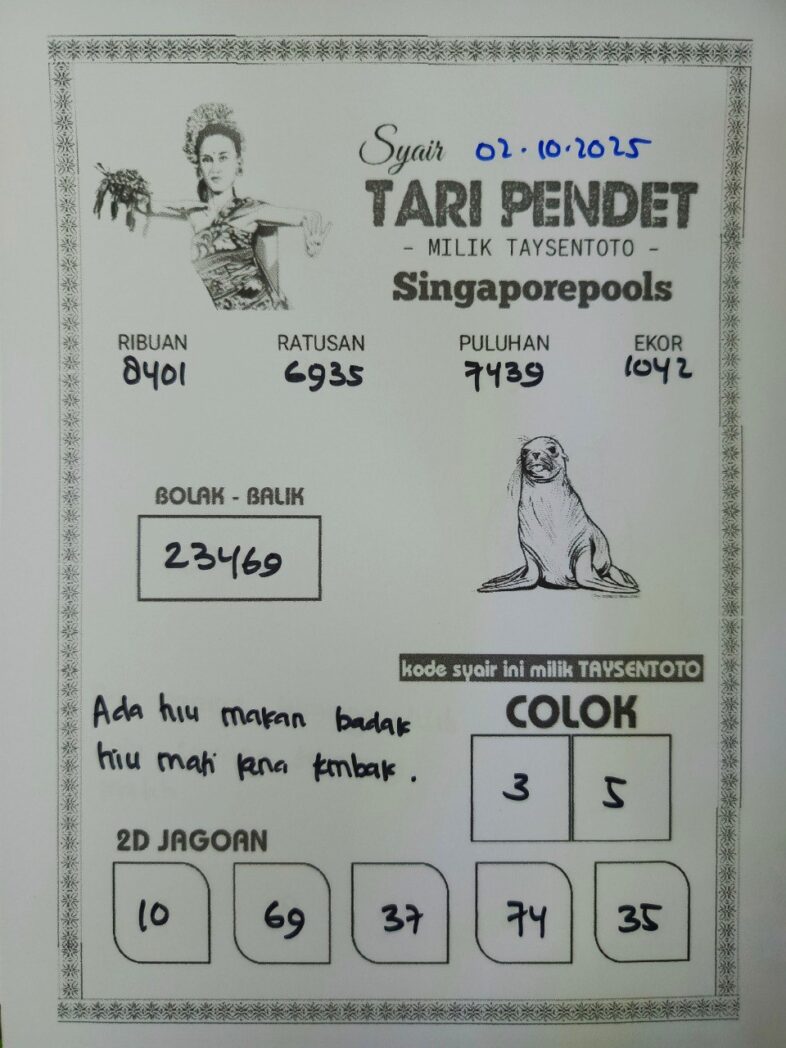 Syair 02.10.2025
TARI PENDET
- MILIK TAYSENTOTO -
Singaporepools
RIBUAN RATUSAN PULUHAN EKOR
8401 6935 7439 1042
BOLAK - BALIK
23469
kode syair ini milik TAYSENTOTO
COLOK
3 5
Ada hiu makan badak
hiu mati kena tombak.
2D JAGOAN
10 69 37 74 35